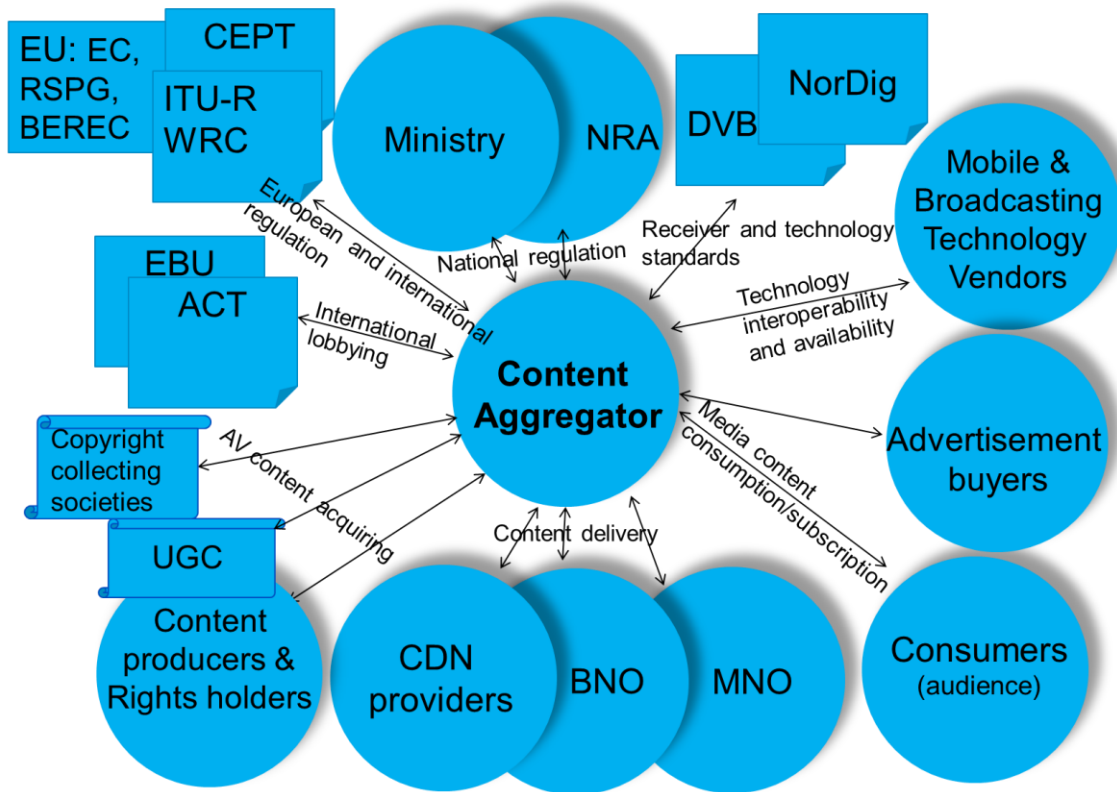 EU: EC,
RSPG,
BEREC
CEPT
ITU-R
WRC
Ministry
NRA
DVB
NorDig
Mobile &
Broadcasting
Technology
Vendors
European and international
regulation
National regulation
Receiver and technology
standards
EBU
ACT
International
lobbying
Technology
interoperability
and availability
Content
Aggregator
Copyright
collecting
societies
AV content acquiring
Media content
consumption/subscription
Advertisement
buyers
UGC
Content delivery
Content
producers &
Rights holders
CDN
providers
BNO
MNO
Consumers
(audience)